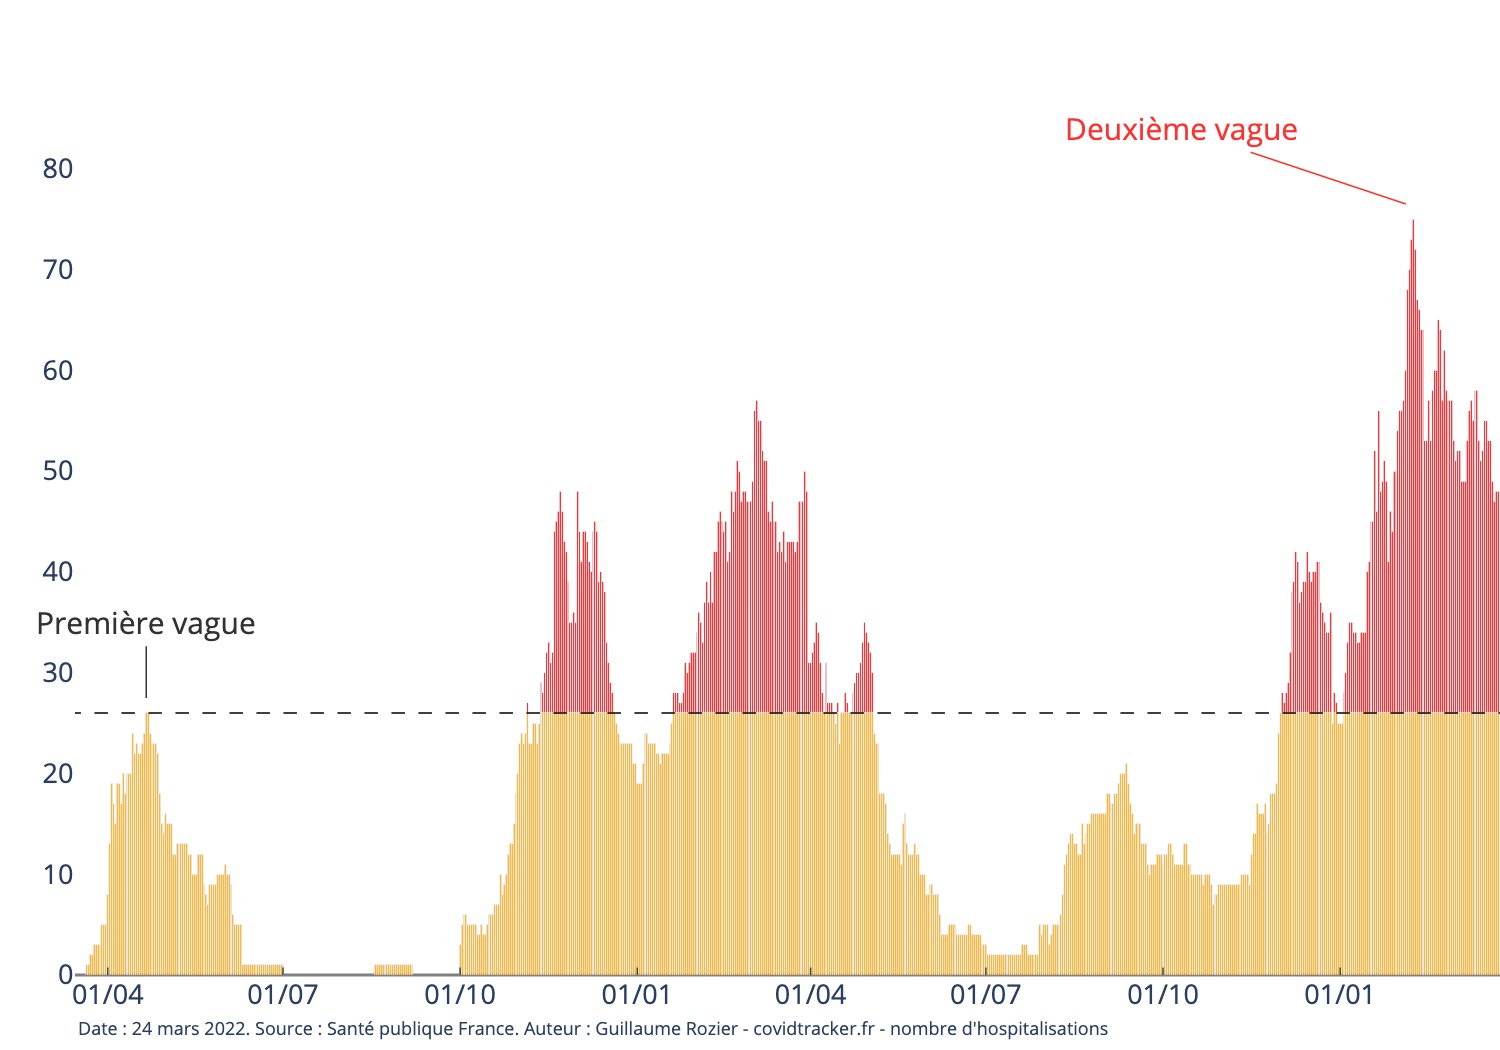 Deuxième vague
80
70
60
50
40
Première vague
30
20
10
0
01/04 01/07 01/10 01/01 01/04 01/07 01/10 01/01
Date : 24 mars 2022. Source : Santé publique France. Auteur : Guillaume Rozier - covidtracker.fr - nombre d'hospitalisations